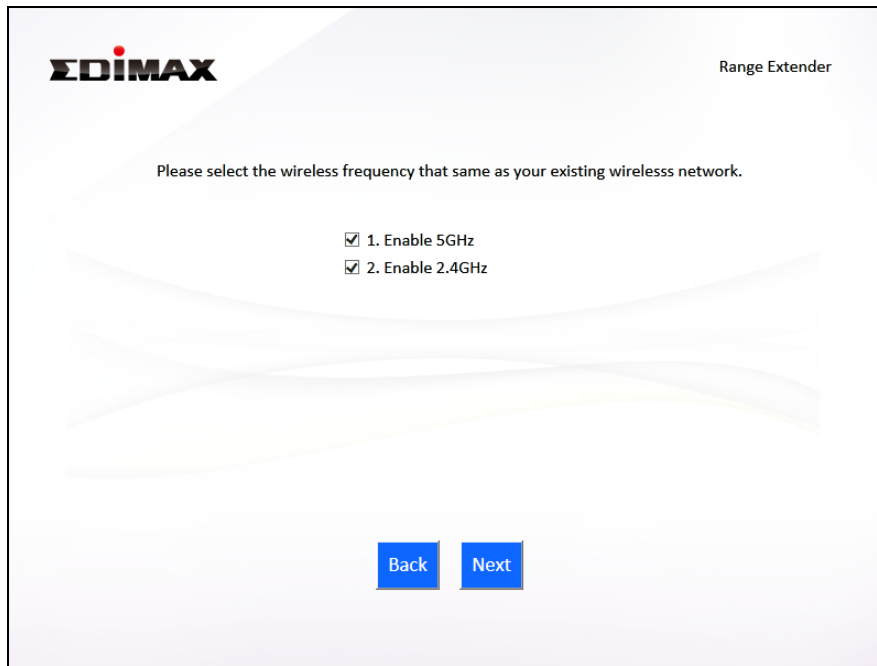 EDIMAX
Range Extender
Please select the wireless frequency that same as your existing wirelesss network.
1. Enable 5GHz
2. Enable 2.4GHz
Back Next